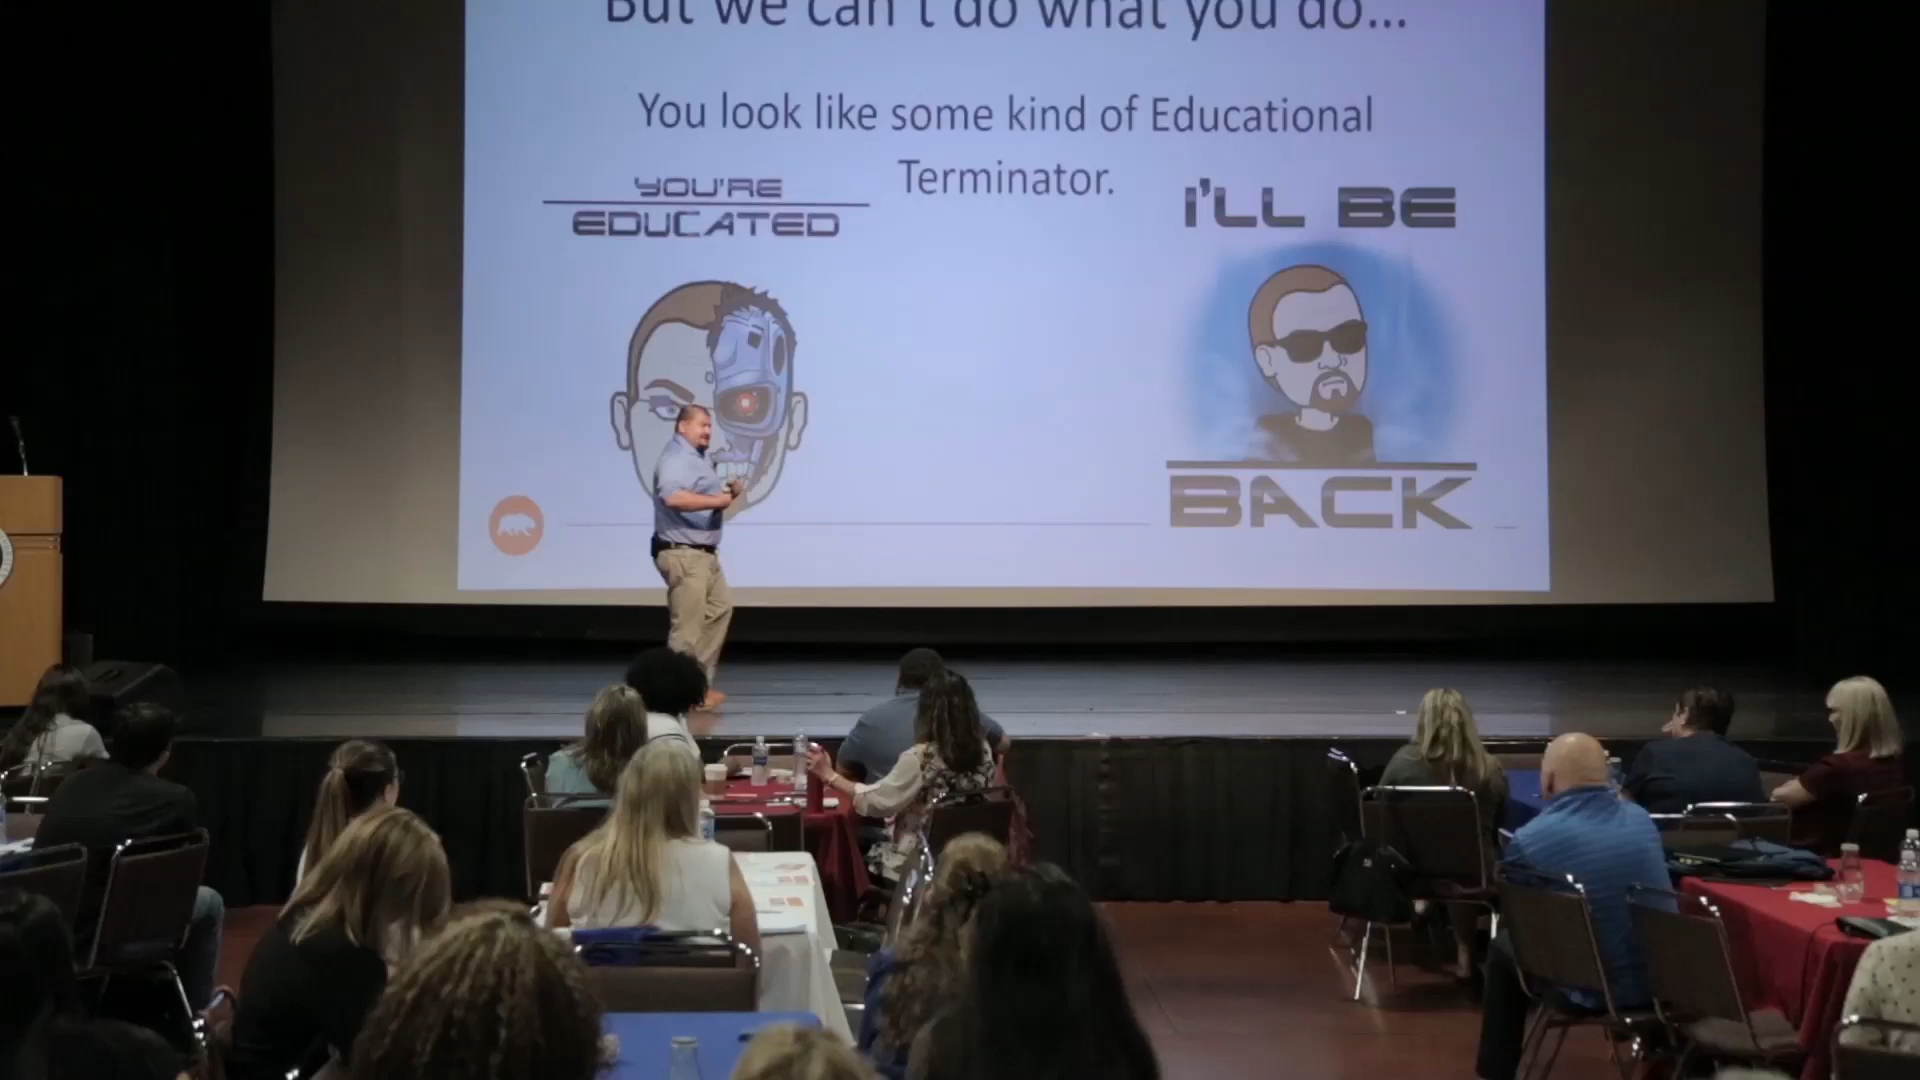 But we can't do what you do...
You look like some kind of Educational
Terminator.
YOU'RE
EDUCATED
I'LL BE
BACK